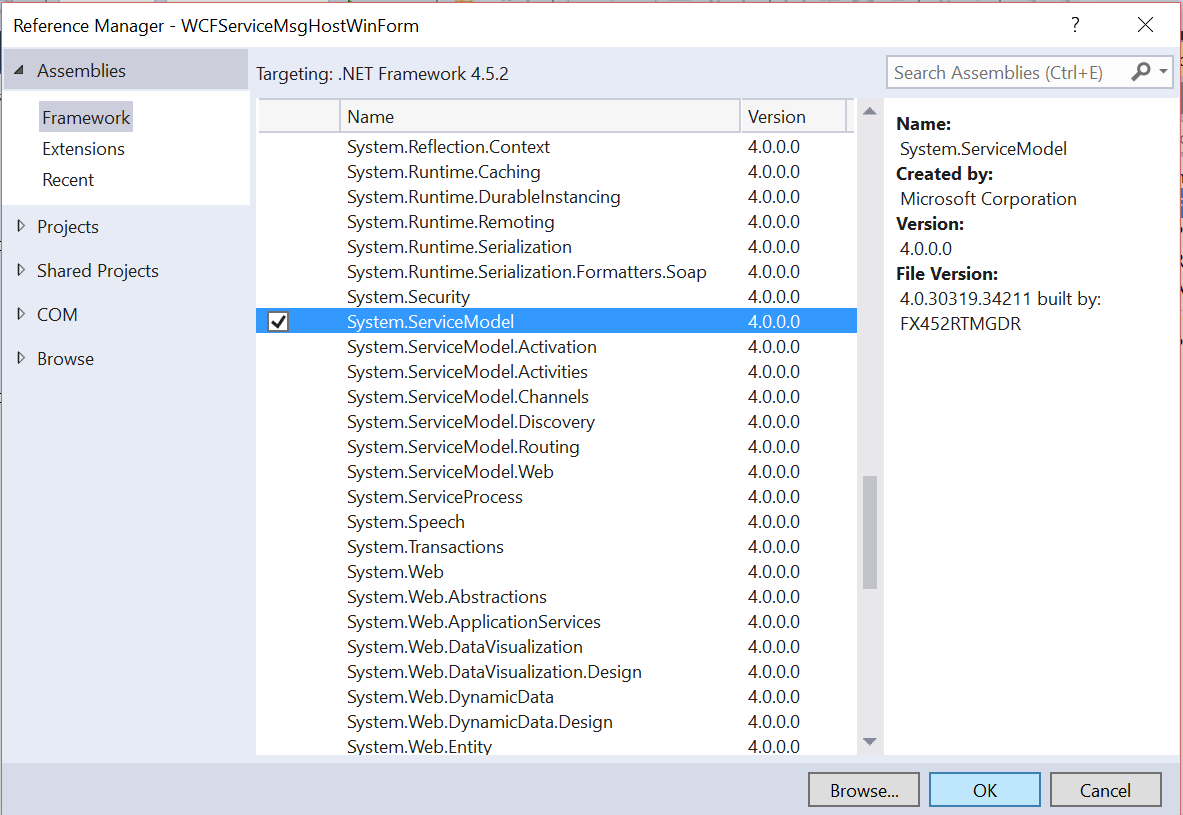 Reference Manager - WCFServiceMsgHostWinForm
?
Assemblies
Framework
Extensions
Recent
Projects
Shared Projects
COM
Browse
Targeting: .NET Framework 4.5.2
Search Assemblies (Ctrl+E)
Name Version
System.Reflection.Context 4.0.0.0
System.Runtime.Caching 4.0.0.0
System.Runtime.DurableInstancing 4.0.0.0
System.Runtime.Remoting 4.0.0.0
System.Runtime.Serialization 4.0.0.0
System.Runtime.Serialization.Formatters.Soap 4.0.0.0
System.Security 4.0.0.0
System.ServiceModel 4.0.0.0
System.ServiceModel.Activation 4.0.0.0
System.ServiceModel.Activities 4.0.0.0
System.ServiceModel.Channels 4.0.0.0
System.ServiceModel.Discovery 4.0.0.0
System.ServiceModel.Routing 4.0.0.0
System.ServiceModel.Web 4.0.0.0
System.ServiceProcess 4.0.0.0
System.Speech 4.0.0.0
System.Transactions 4.0.0.0
System.Web 4.0.0.0
System.Web.Abstractions 4.0.0.0
System.Web.ApplicationServices 4.0.0.0
System.Web.DataVisualization 4.0.0.0
System.Web.DataVisualization.Design 4.0.0.0
System.Web.DynamicData 4.0.0.0
System.Web.DynamicData.Design 4.0.0.0
System.Web.Entity 4.0.0.0
Name:
System.ServiceModel
Created by:
Microsoft Corporation
Version:
4.0.0.0
File Version:
4.0.30319.34211 built by:
FX452RTMGDR
Browse... OK Cancel